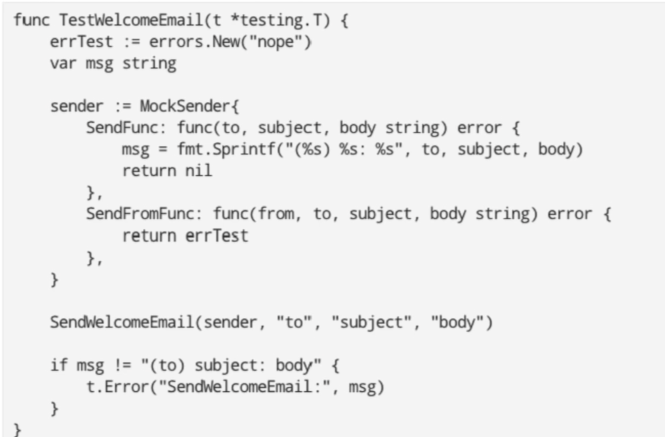 func TestWelcomeEmail(t *testing.T) {
    errTest := errors.New("nope")
    var msg string

    sender := MockSender{
        SendFunc: func(to, subject, body string) error {
            msg = fmt.Sprintf("(%s) %s: %s", to, subject, body)
            return nil
        },
        SendFromFunc: func(from, to, subject, body string) error {
            return errTest
        },
    }

    SendWelcomeEmail(sender, "to", "subject", "body")

    if msg != "(to) subject: body" {
        t.Error("SendWelcomeEmail:", msg)
    }
}